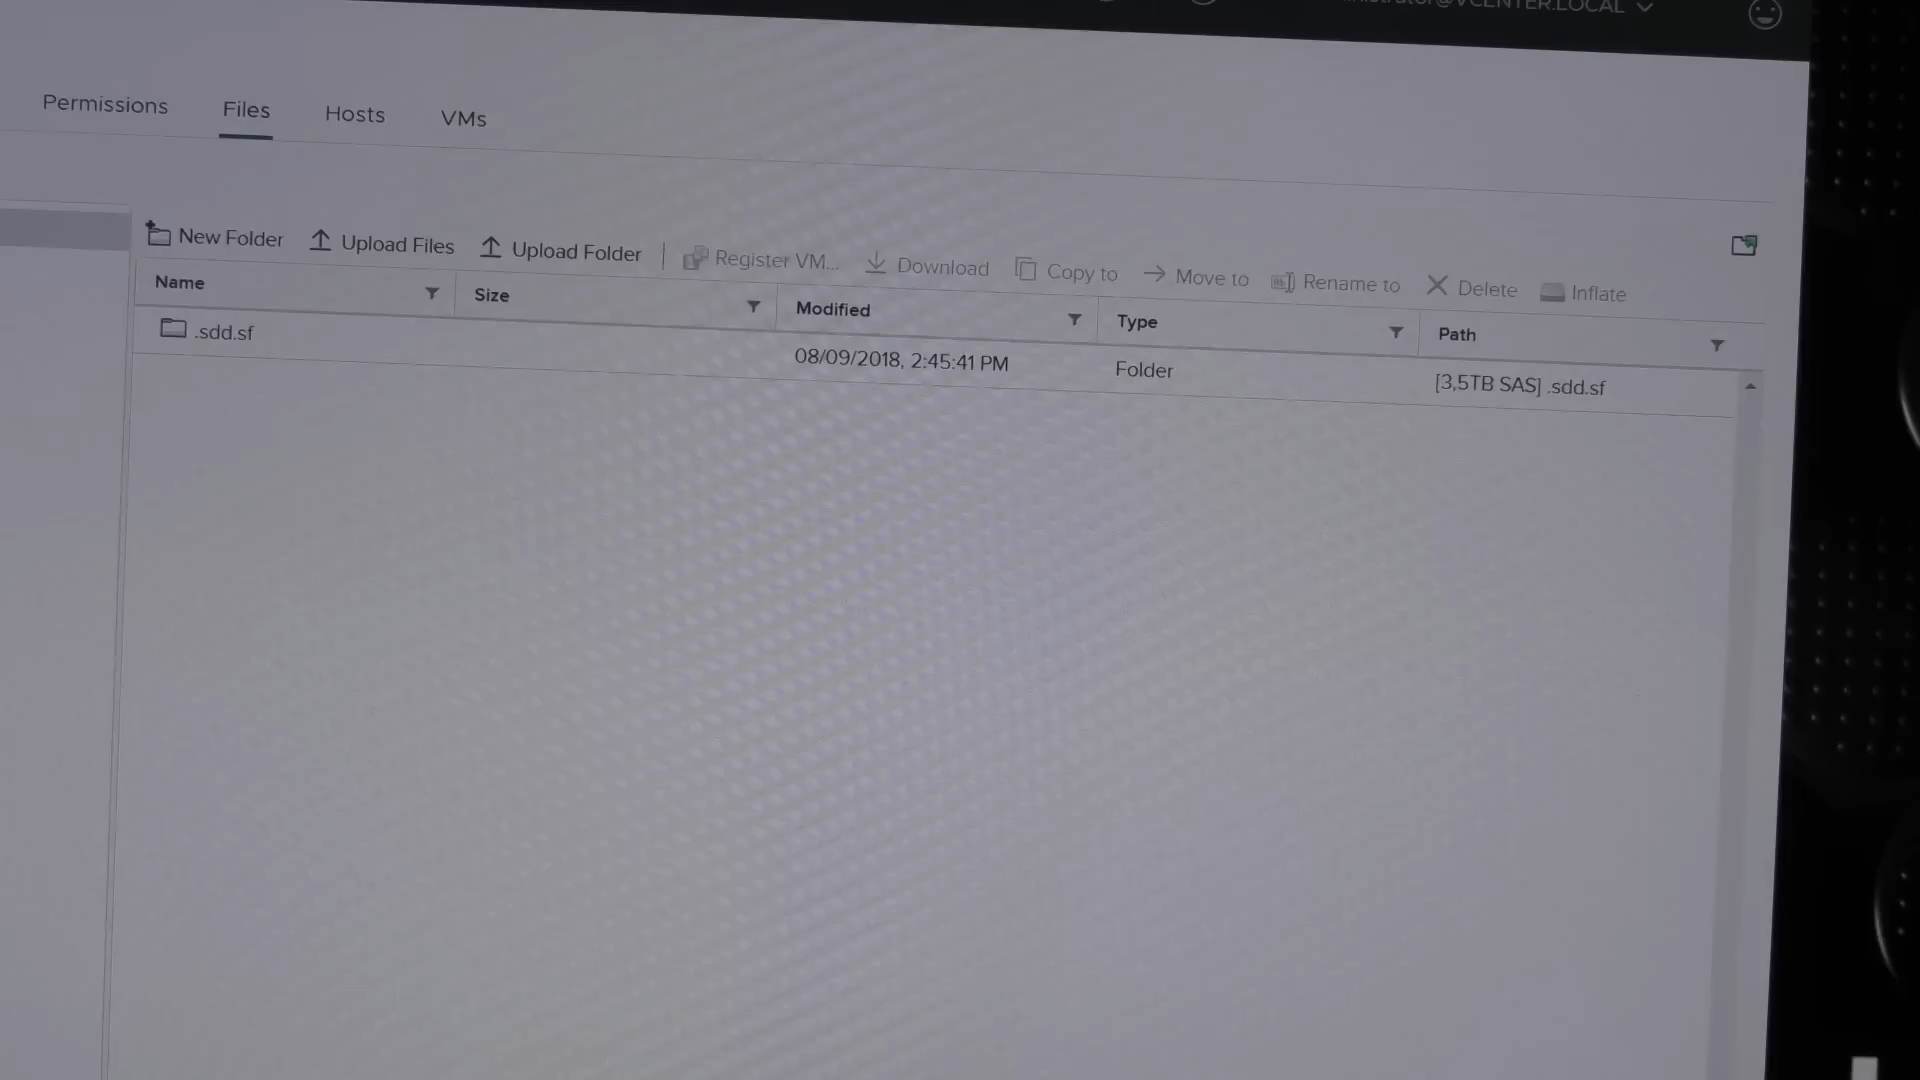 @VCENTER.LOCAL
Permissions Files Hosts VMs
New Folder Upload Files Upload Folder Register VM... Download Copy to Move to Rename to Delete Inflate
Name Size Modified Type Path
.sdd.sf 08/09/2018, 2:45:41 PM Folder [3,5TB SAS] .sdd.sf